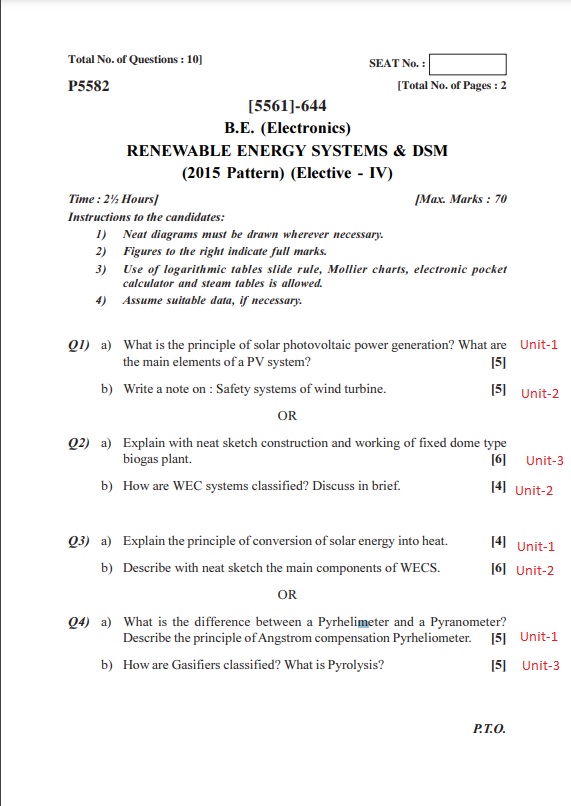 Total No. of Questions : 10]
SEAT No. :
P5582
[Total No. of Pages : 2
[5561]-644
B.E. (Electronics)
RENEWABLE ENERGY SYSTEMS & DSM
(2015 Pattern) (Elective - IV)
Time : 2½ Hours]
[Max. Marks : 70
Instructions to the candidates:
1) Neat diagrams must be drawn wherever necessary.
2) Figures to the right indicate full marks.
3) Use of logarithmic tables slide rule, Mollier charts, electronic pocket
calculator and steam tables is allowed.
4) Assume suitable data, if necessary.
Q1) a) What is the principle of solar photovoltaic power generation? What are Unit-1
the main elements of a PV system? [5]
b) Write a note on : Safety systems of wind turbine. [5] Unit-2
OR
Q2) a) Explain with neat sketch construction and working of fixed dome type
biogas plant. [6] Unit-3
b) How are WEC systems classified? Discuss in brief. [4] Unit-2
Q3) a) Explain the principle of conversion of solar energy into heat. [4] Unit-1
b) Describe with neat sketch the main components of WECS. [6] Unit-2
OR
Q4) a) What is the difference between a Pyrhelimeter and a Pyranometer?
Describe the principle of Angstrom compensation Pyrheliometer. [5] Unit-1
b) How are Gasifiers classified? What is Pyrolysis? [5] Unit-3
P.T.O.